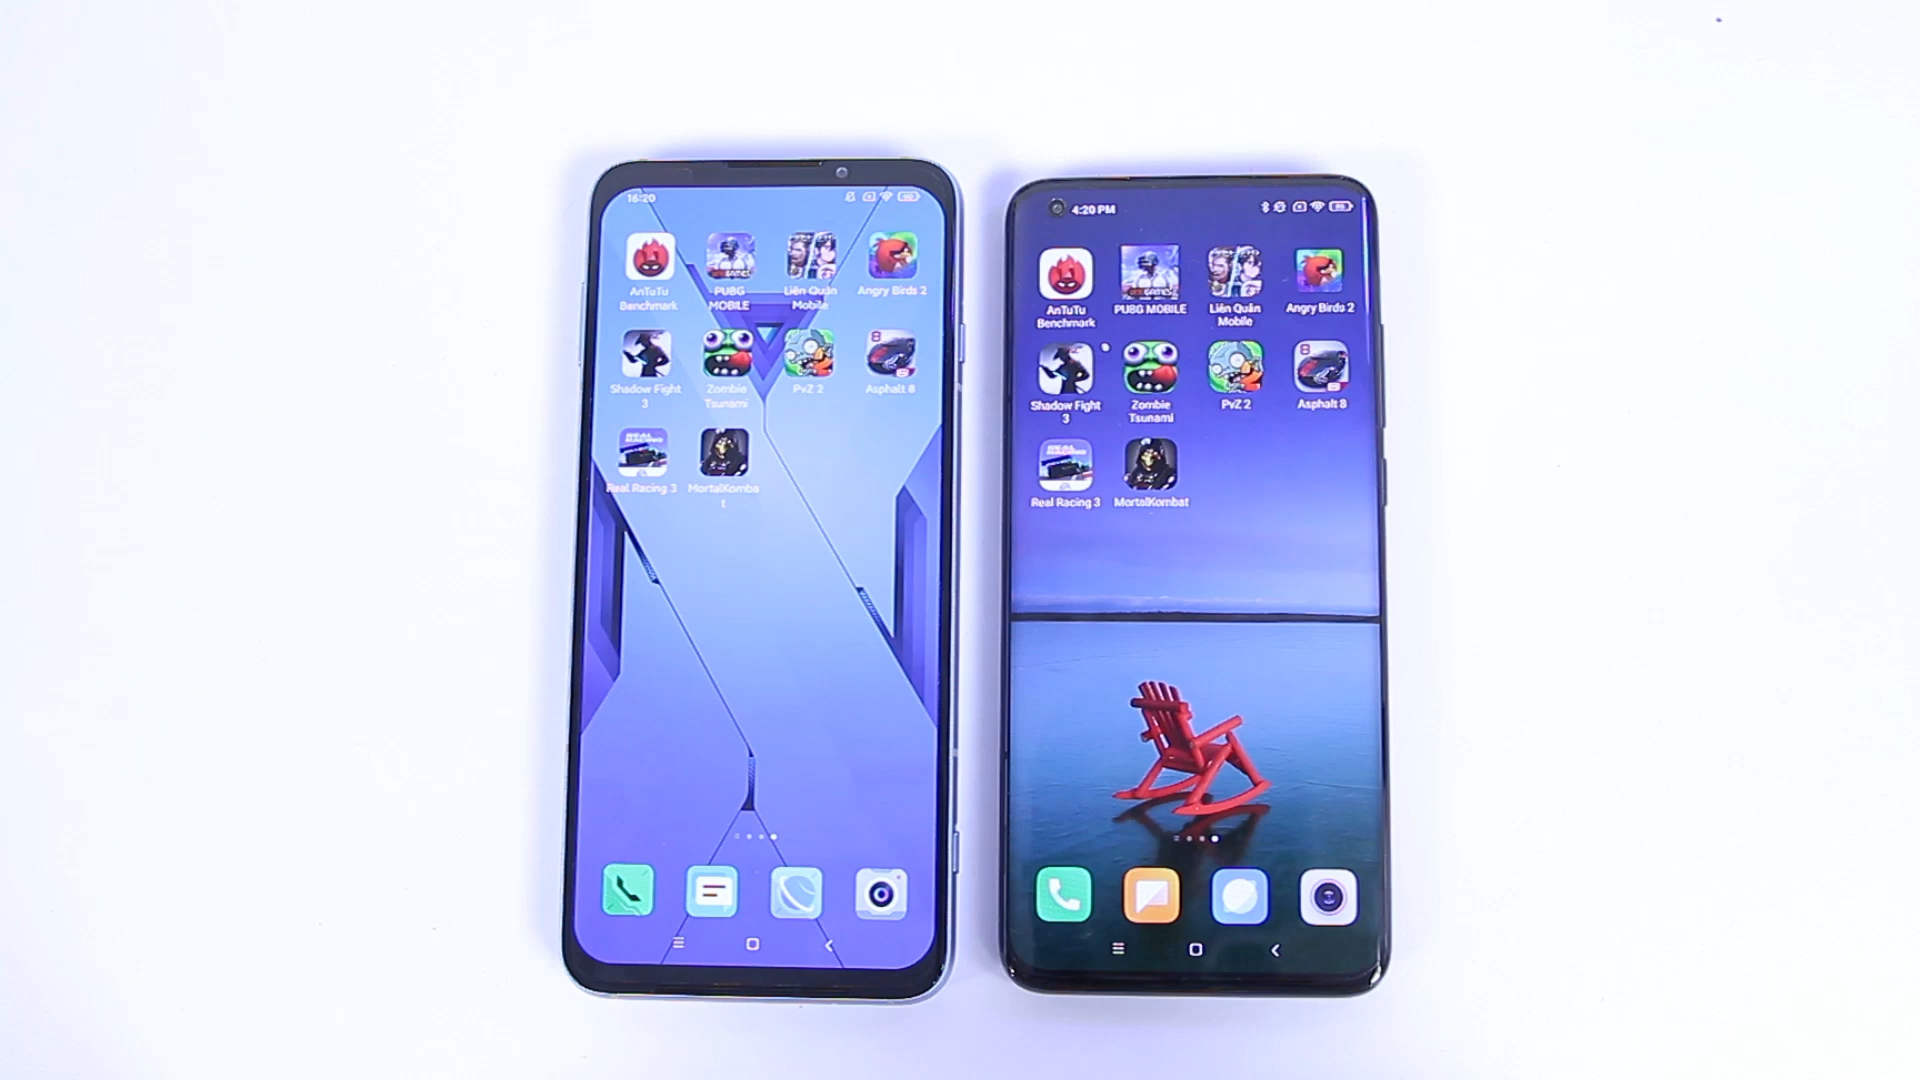 16:20
AnTuTu
Benchmark
PUBG
MOBILE
Liên Quân
Mobile
Angry Birds 2
Shadow Fight
3
Zombie
Tsunami
PvZ 2
Asphalt 8
Real Racing 3
MortalKomba
t
4:20 PM
AnTuTu
Benchmark
PUBG MOBILE
Liên Quân
Mobile
Angry Birds 2
Shadow Fight
3
Zombie
Tsunami
PvZ 2
Asphalt 8
Real Racing 3
MortalKombat